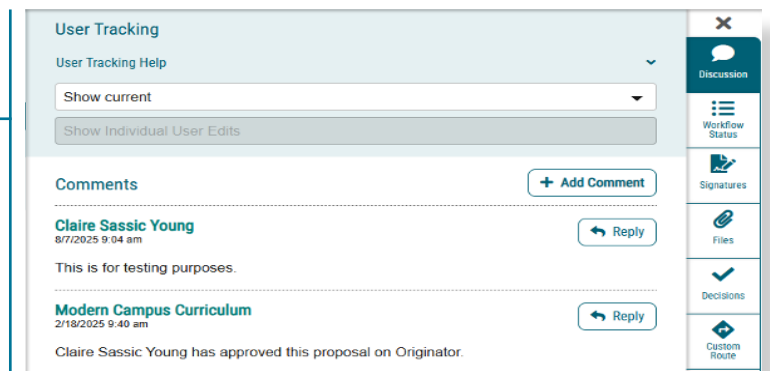 User Tracking
User Tracking Help
Show current
Show Individual User Edits
Comments
+ Add Comment
Claire Sassic Young
8/7/2025 9:04 am
Reply
This is for testing purposes.
Modern Campus Curriculum
2/18/2025 9:40 am
Reply
Claire Sassic Young has approved this proposal on Originator.
Discussion
Workflow
Status
Signatures
Files
Decisions
Custom
Route